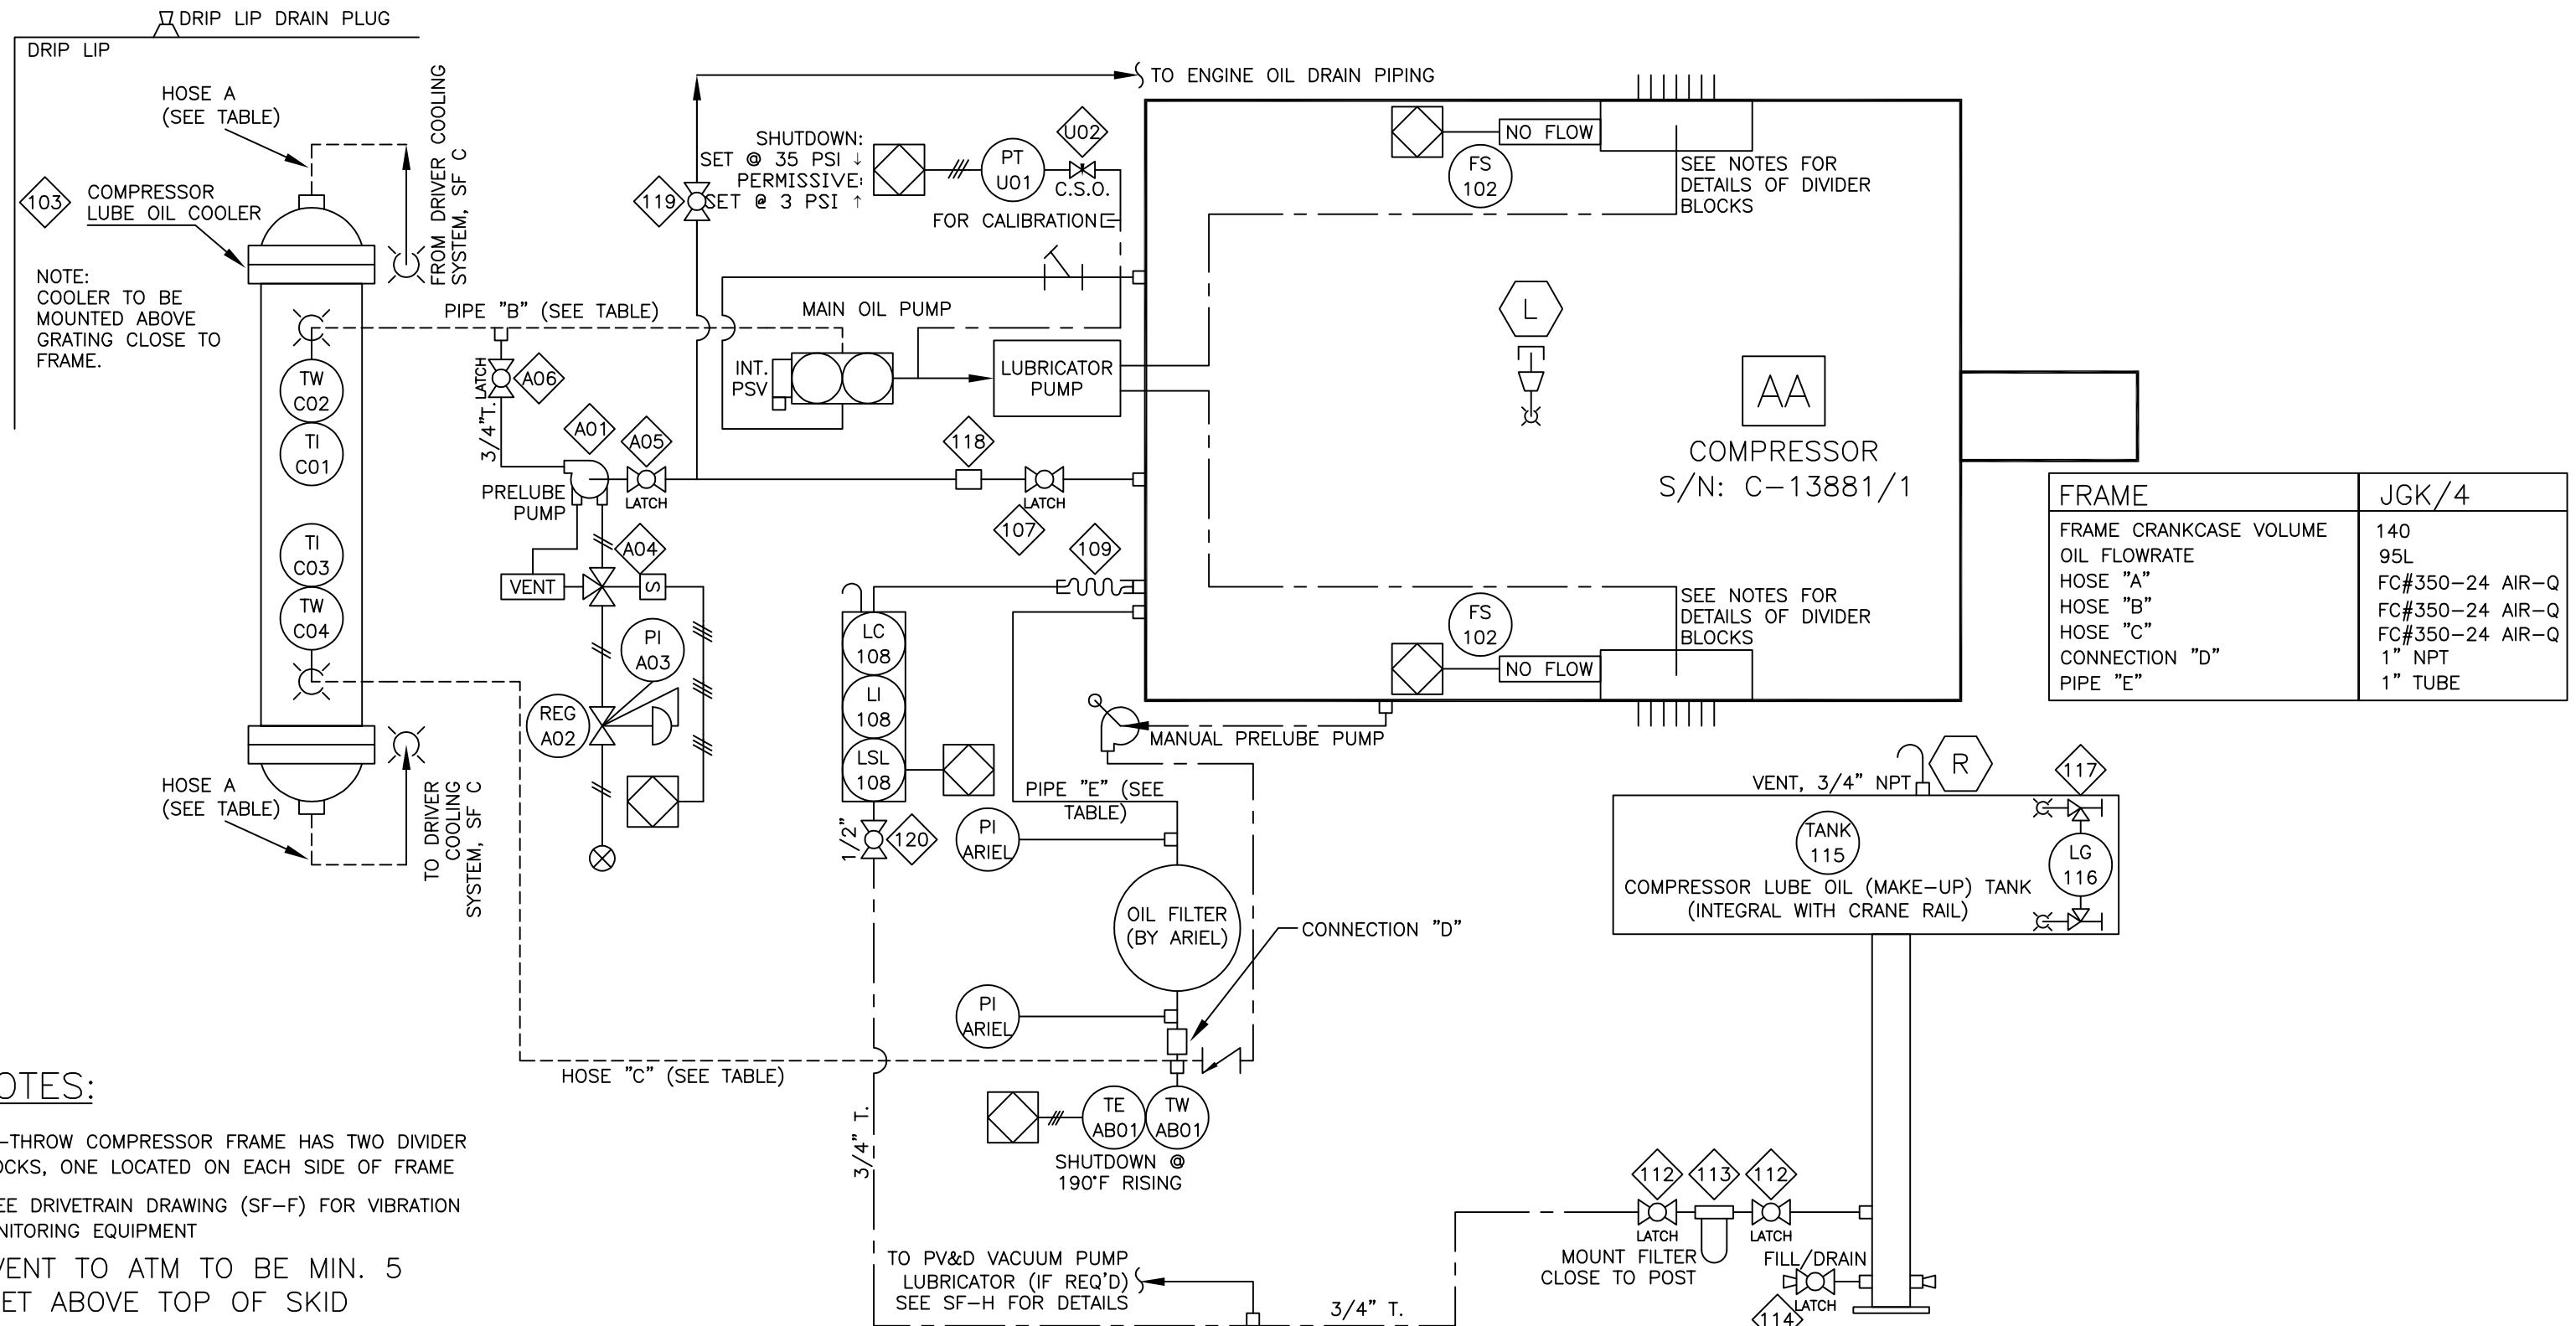 DRIP LIP DRAIN PLUG
DRIP LIP
HOSE A
(SEE TABLE)
FROM DRIVER COOLING
SYSTEM, SF C
103
COMPRESSOR
LUBE OIL COOLER
NOTE:
COOLER TO BE
MOUNTED ABOVE
GRATING CLOSE TO
FRAME.
TW
C02
TI
C01
TI
C03
TW
C04
HOSE A
(SEE TABLE)
TO DRIVER
COOLING
SYSTEM, SF C
PIPE "B" (SEE TABLE)
LATCH
A06
3/4"T.
A01
A05
LATCH
PRELUBE
PUMP
A04
VENT
S
PI
A03
REG
A02
TO ENGINE OIL DRAIN PIPING
119
SHUTDOWN:
SET @ 35 PSI ↓
PERMISSIVE:
SET @ 3 PSI ↑
PT
U01
U02
C.S.O.
FOR CALIBRATION
MAIN OIL PUMP
INT.
PSV
LUBRICATOR
PUMP
118
107
LATCH
109
LC
108
LI
108
LSL
108
1/2"
120
NO FLOW
FS
102
SEE NOTES FOR
DETAILS OF DIVIDER
BLOCKS
L
AA
COMPRESSOR
S/N: C-13881/1
SEE NOTES FOR
DETAILS OF DIVIDER
BLOCKS
FS
102
NO FLOW
FRAME JGK/4
FRAME CRANKCASE VOLUME 140
OIL FLOWRATE 95L
HOSE "A" FC#350-24 AIR-Q
HOSE "B" FC#350-24 AIR-Q
HOSE "C" FC#350-24 AIR-Q
CONNECTION "D" 1" NPT
PIPE "E" 1" TUBE
MANUAL PRELUBE PUMP
PIPE "E" (SEE
TABLE)
PI
ARIEL
OIL FILTER
(BY ARIEL)
CONNECTION "D"
PI
ARIEL
HOSE "C" (SEE TABLE)
TE
AB01
TW
AB01
SHUTDOWN @
190°F RISING
3/4" T.
VENT, 3/4" NPT
R
117
TANK
115
LG
116
COMPRESSOR LUBE OIL (MAKE-UP) TANK
(INTEGRAL WITH CRANE RAIL)
112
113
112
LATCH
LATCH
MOUNT FILTER
CLOSE TO POST
FILL/DRAIN
LATCH
114
TO PV&D VACUUM PUMP
LUBRICATOR (IF REQ'D)
SEE SF-H FOR DETAILS
3/4" T.
OTES:
-THROW COMPRESSOR FRAME HAS TWO DIVIDER
OCKS, ONE LOCATED ON EACH SIDE OF FRAME
EE DRIVETRAIN DRAWING (SF-F) FOR VIBRATION
NITORING EQUIPMENT
VENT TO ATM TO BE MIN. 5
ET ABOVE TOP OF SKID